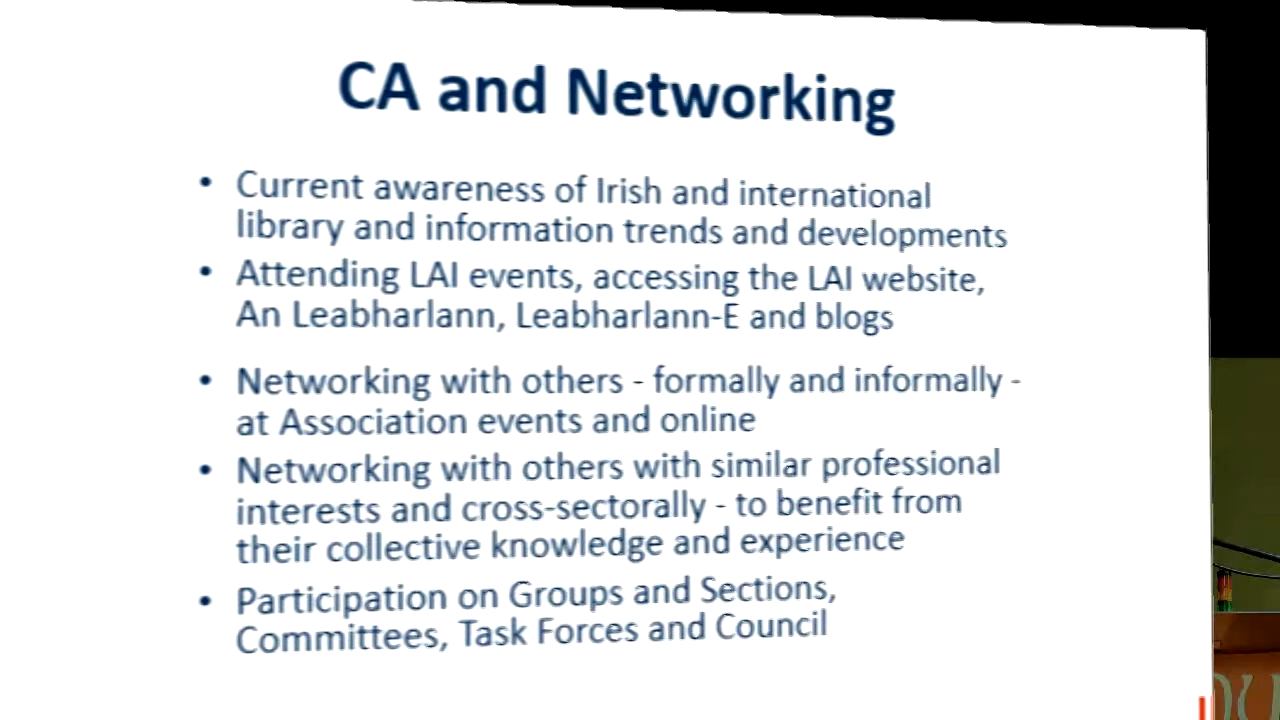 CA and Networking
• Current awareness of Irish and international
library and information trends and developments
• Attending LAI events, accessing the LAI website,
An Leabharlann, Leabharlann-E and blogs
• Networking with others - formally and informally -
at Association events and online
• Networking with others with similar professional
interests and cross-sectorally - to benefit from
their collective knowledge and experience
• Participation on Groups and Sections,
Committees, Task Forces and Council